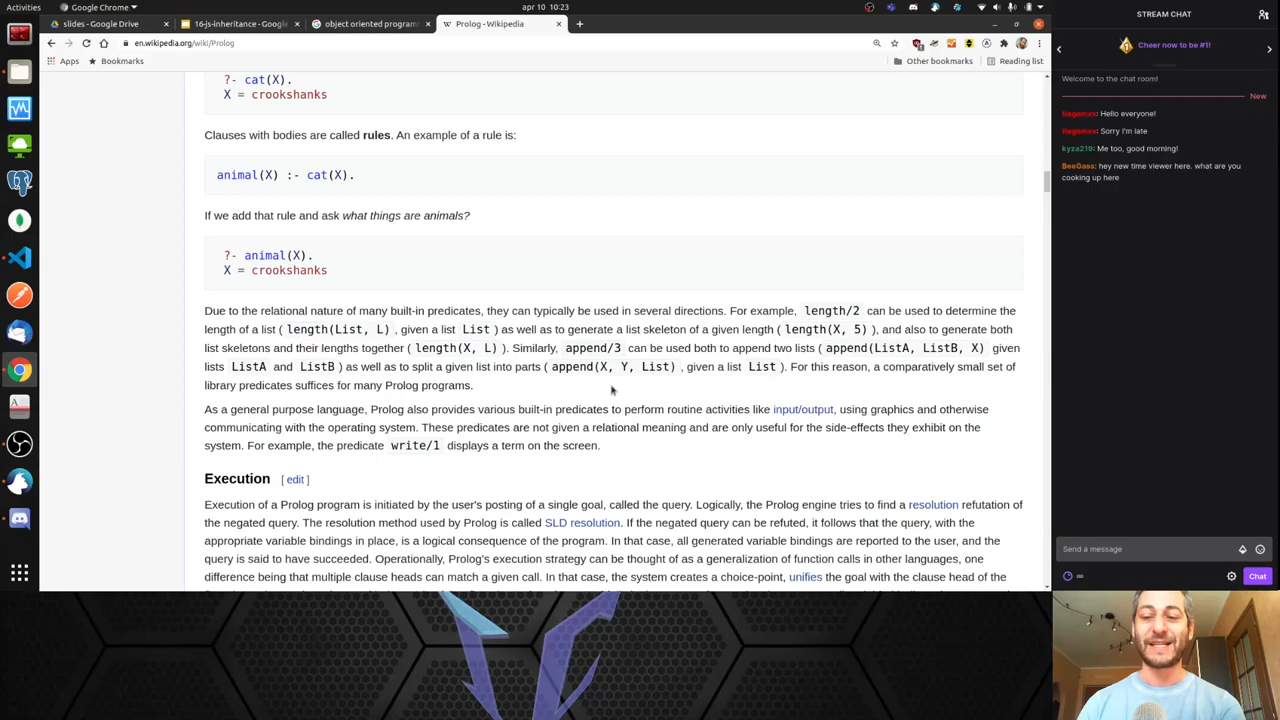 Activities
Google Chrome
apr 10 10:23
slides - Google Drive
16-js-inheritance - Google
object oriented program
Prolog - Wikipedia
en.wikipedia.org/wiki/Prolog
Apps
Bookmarks
Other bookmarks
Reading list
?- cat(X).
X = crookshanks
Clauses with bodies are called rules. An example of a rule is:
animal(X) :- cat(X).
If we add that rule and ask what things are animals?
?- animal(X).
X = crookshanks
Due to the relational nature of many built-in predicates, they can typically be used in several directions. For example, length/2 can be used to determine the
length of a list ( length(List, L) , given a list List ) as well as to generate a list skeleton of a given length ( length(X, 5) ), and also to generate both
list skeletons and their lengths together ( length(X, L) ). Similarly, append/3 can be used both to append two lists ( append(ListA, ListB, X) given
lists ListA and ListB ) as well as to split a given list into parts ( append(X, Y, List) , given a list List ). For this reason, a comparatively small set of
library predicates suffices for many Prolog programs.
As a general purpose language, Prolog also provides various built-in predicates to perform routine activities like input/output, using graphics and otherwise
communicating with the operating system. These predicates are not given a relational meaning and are only useful for the side-effects they exhibit on the
system. For example, the predicate write/1 displays a term on the screen.
Execution [ edit ]
Execution of a Prolog program is initiated by the user's posting of a single goal, called the query. Logically, the Prolog engine tries to find a resolution refutation of
the negated query. The resolution method used by Prolog is called SLD resolution. If the negated query can be refuted, it follows that the query, with the
appropriate variable bindings in place, is a logical consequence of the program. In that case, all generated variable bindings are reported to the user, and the
query is said to have succeeded. Operationally, Prolog's execution strategy can be thought of as a generalization of function calls in other languages, one
difference being that multiple clause heads can match a given call. In that case, the system creates a choice-point, unifies the goal with the clause head of the
STREAM CHAT
Cheer now to be #1!
Welcome to the chat room!
New
Hello everyone!
Sorry I'm late
kyza219: Me too, good morning!
BeeGass: hey new time viewer here. what are you
cooking up here
Send a message
Chat